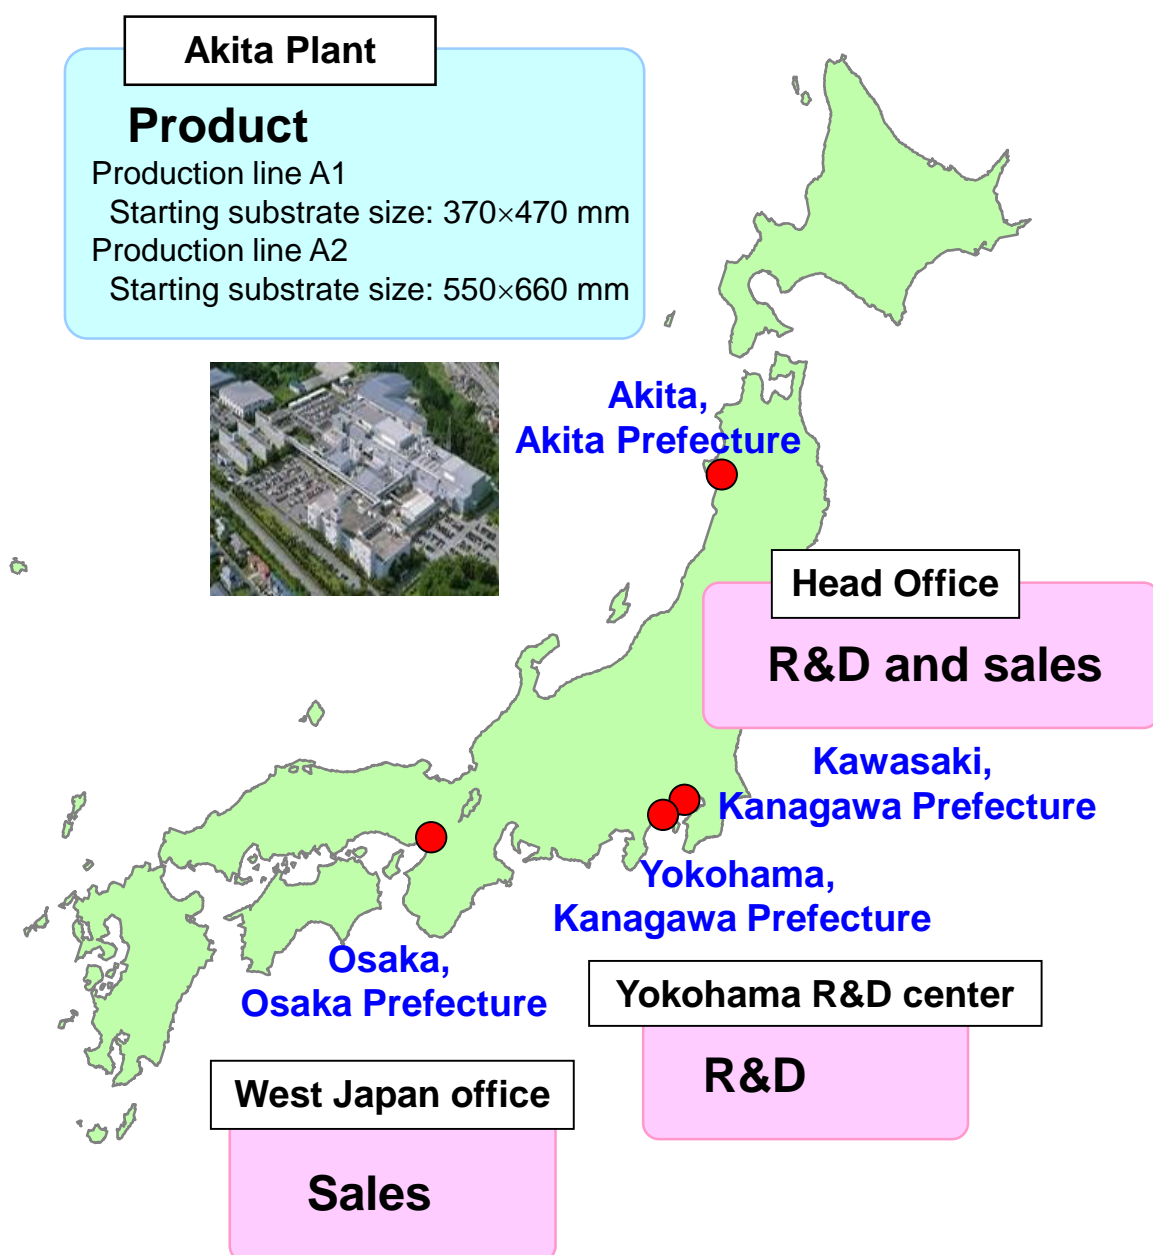 Akita Plant
Product
Production line A1
Starting substrate size: 370×470 mm
Production line A2
Starting substrate size: 550×660 mm
Akita,
Akita Prefecture
Head Office
R&D and sales
Kawasaki,
Kanagawa Prefecture
Yokohama,
Kanagawa Prefecture
Osaka,
Osaka Prefecture
Yokohama R&D center
R&D
West Japan office
Sales